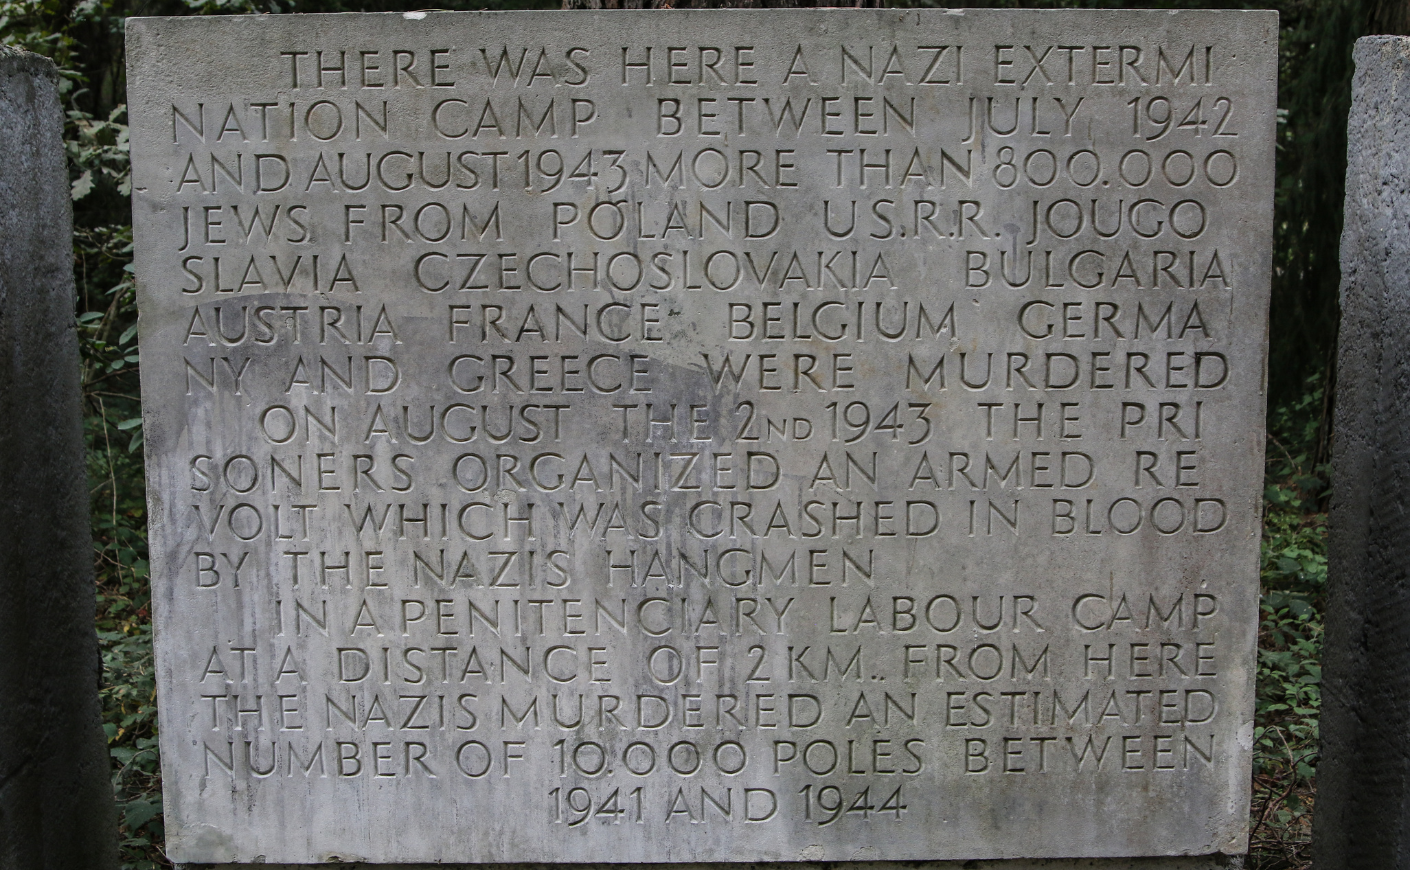 THERE WAS HERE A NAZI EXTERMI
NATION CAMP BETWEEN JULY 1942
AND AUGUST 1943 MORE THAN 800.000
JEWS FROM POLAND U.S.R.R. JOUGO
SLAVIA CZECHOSLOVAKIA BULGARIA
AUSTRIA FRANCE BELGIUM GERMA
NY AND GREECE WERE MURDERED
ON AUGUST THE 2ND 1943 THE PRI
SONERS ORGANIZED AN ARMED RE
VOLT WHICH WAS CRASHED IN BLOOD
BY THE NAZIS HANGMEN
IN A PENITENCIARY LABOUR CAMP
AT A DISTANCE OF 2 KM.. FROM HERE
THE NAZIS MURDERED AN ESTIMATED
NUMBER OF 10.000 POLES BETWEEN
1941 AND 1944